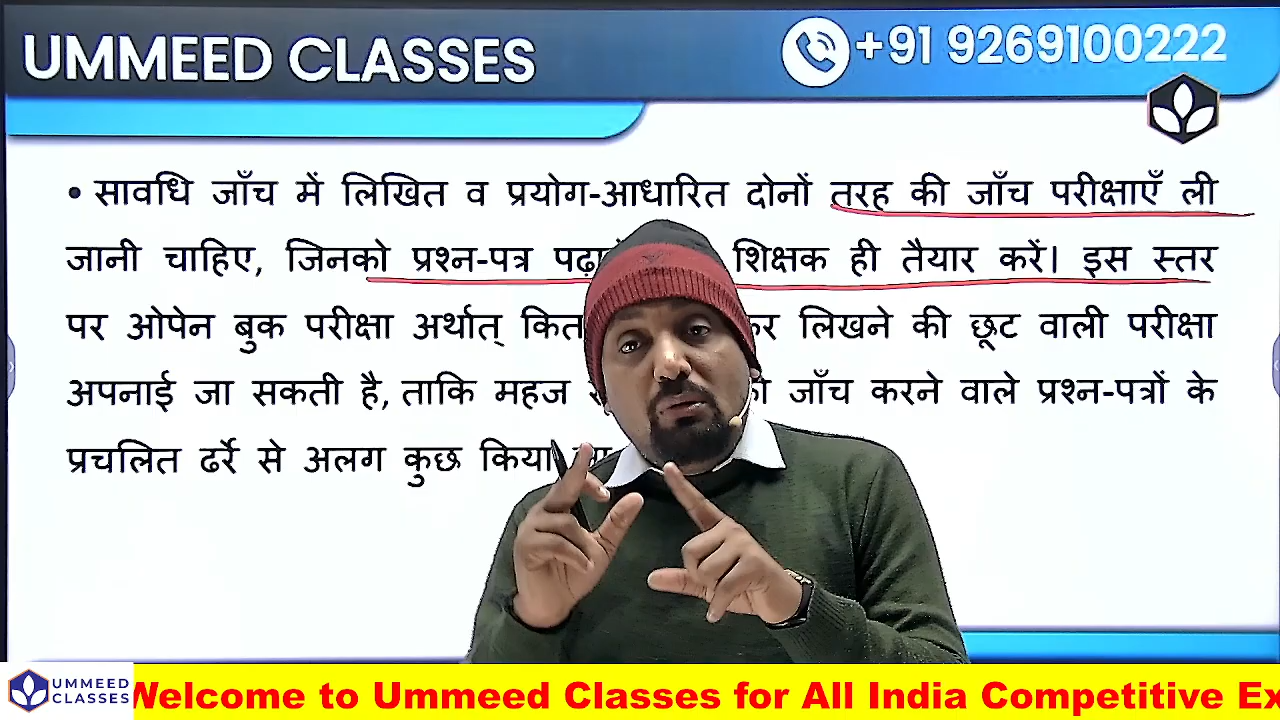 UMMEED CLASSES
+91 9269100222
• सावधि जाँच में लिखित व प्रयोग-आधारित दोनों तरह की जाँच परीक्षाएँ ली
जानी चाहिए, जिनको प्रश्न-पत्र शिक्षक ही तैयार करें। इस स्तर
पर ओपेन बुक परीक्षा अर्थात् लिखने की छूट वाली परीक्षा
अपनाई जा सकती है, ताकि महज जाँच करने वाले प्रश्न-पत्रों के
प्रचलित ढर्रे से अलग कुछ किया
UMMEED
CLASSES
Welcome to Ummeed Classes for All India Competitive